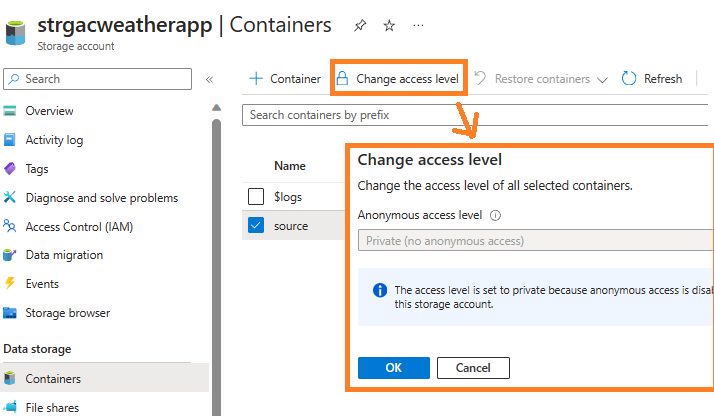 strgacweatherapp | Containers
Storage account
Search
Container
Change access level
Restore containers
Refresh
Overview
Activity log
Tags
Diagnose and solve problems
Access Control (IAM)
Data migration
Events
Storage browser
Data storage
Containers
File shares
Search containers by prefix
Name
$logs
source
Change access level
Change the access level of all selected containers.
Anonymous access level
Private (no anonymous access)
The access level is set to private because anonymous access is
this storage account.
OK
Cancel